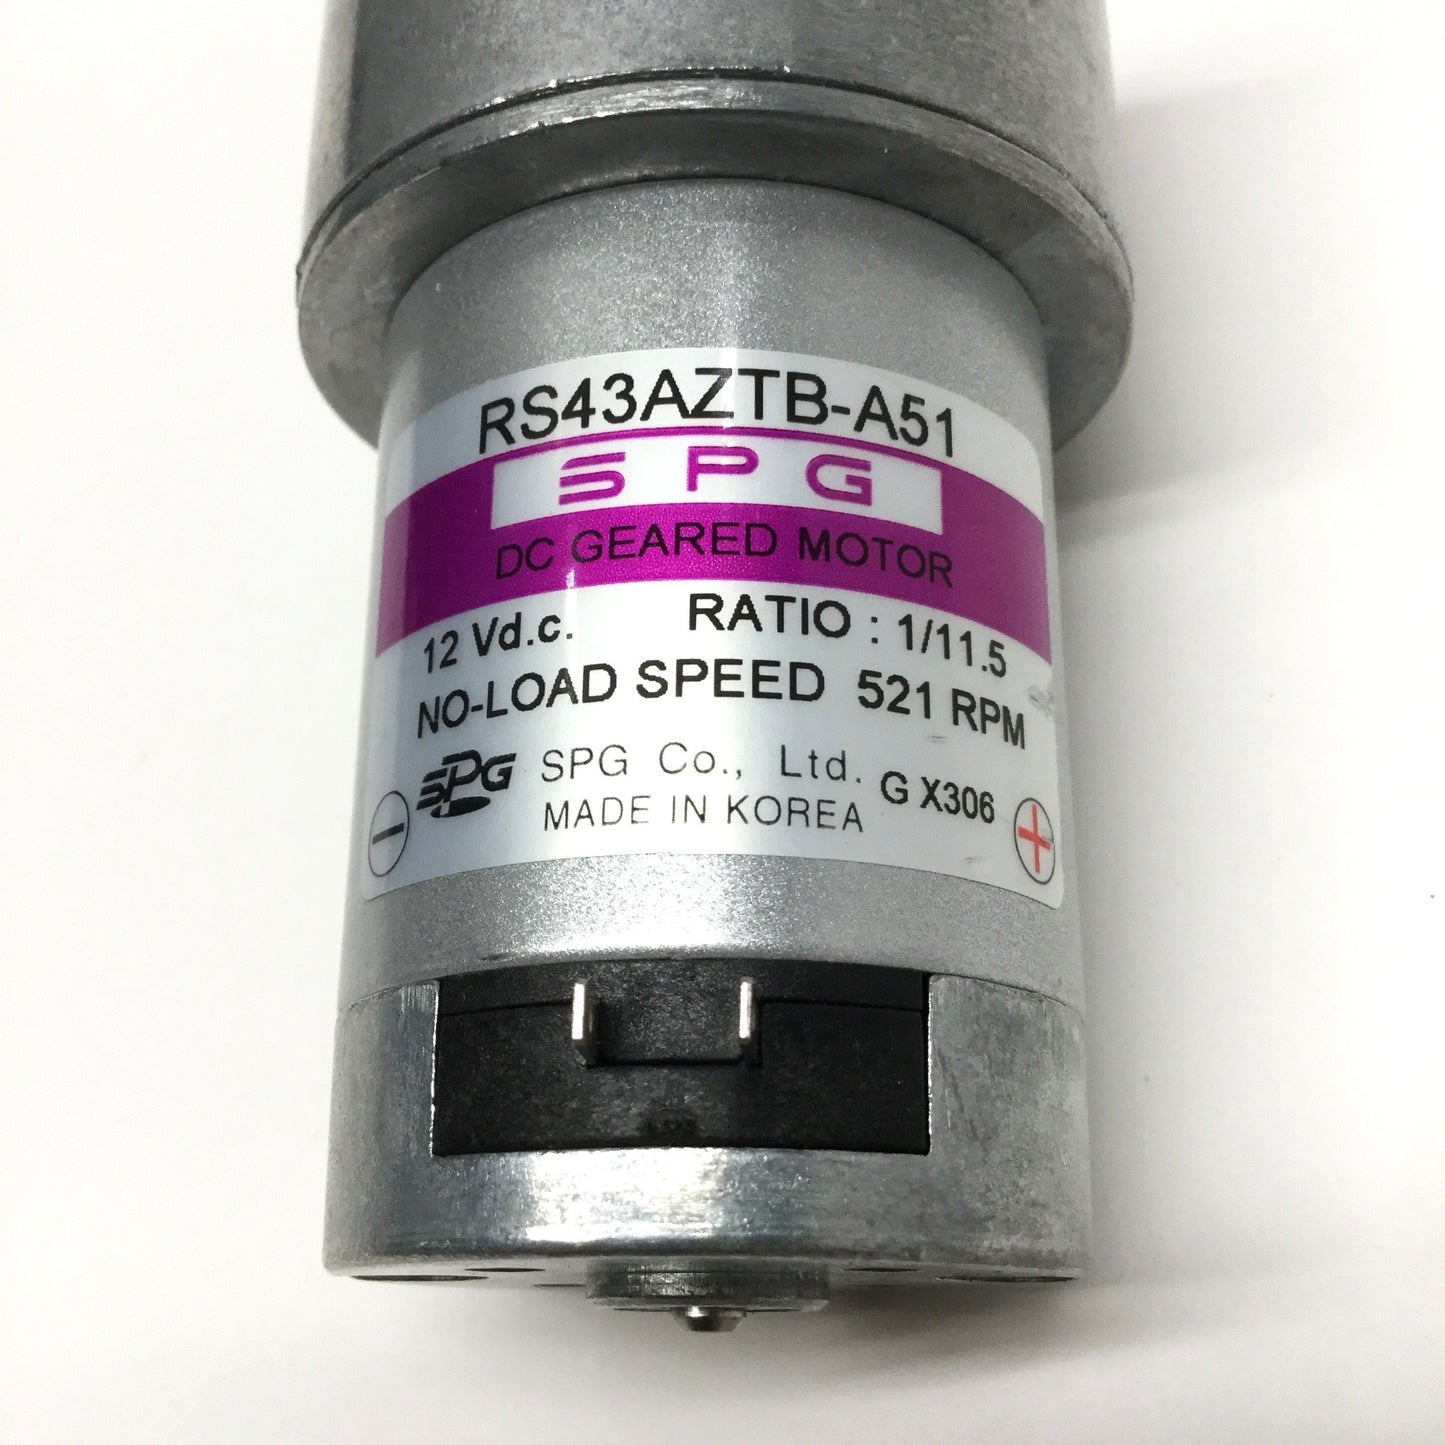 RS43AZTB-A51
SPG
DC GEARED MOTOR
12 Vd.c. RATIO : 1/11.5
NO-LOAD SPEED 521 RPM
SPG SPG Co., Ltd. G X306
MADE IN KOREA
− +